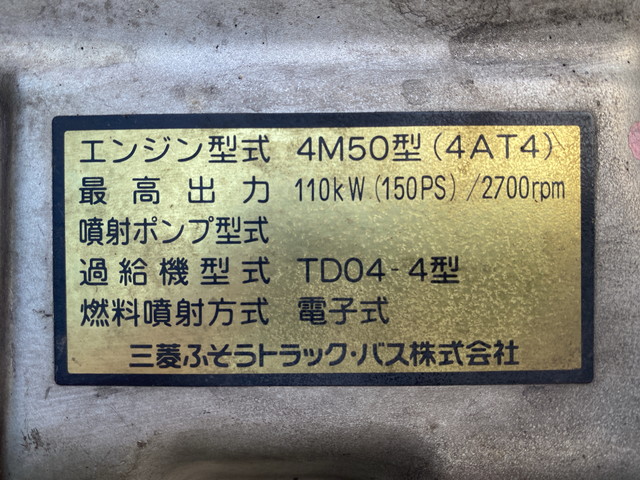 エンジン型式 4M50型(4AT4)
最高出力 110kW(150PS)/2700rpm
噴射ポンプ型式
過給機型式 TD04-4型
燃料噴射方式 電子式
三菱ふそうトラック・バス株式会社